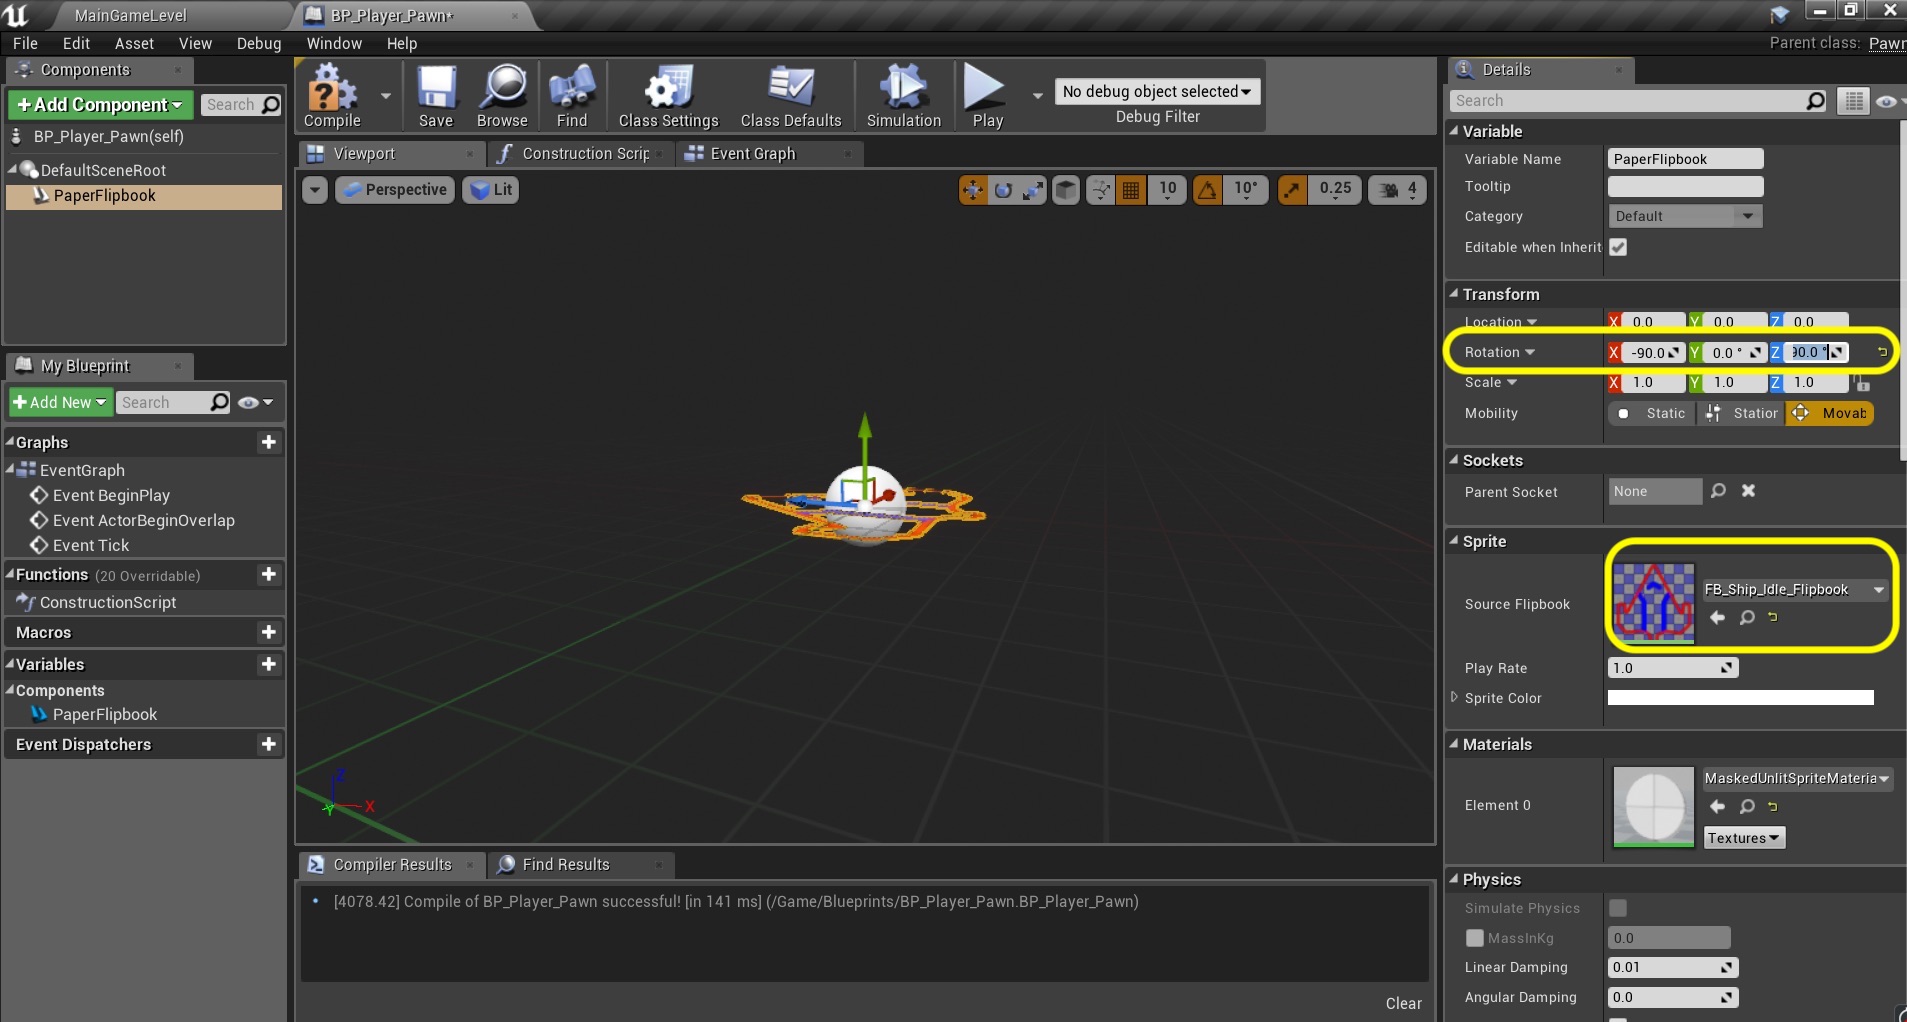 MainGameLevel
BP_Player_Pawn*
File Edit Asset View Debug Window Help
Parent class: Pawn
Components
+Add Component
Search
BP_Player_Pawn(self)
DefaultSceneRoot
PaperFlipbook
Compile
Save
Browse
Find
Class Settings
Class Defaults
Simulation
Play
No debug object selected
Debug Filter
Viewport
Construction Scrip
Event Graph
Perspective
Lit
10
10°
0.25
4
Z
X
Y
My Blueprint
+Add New
Search
Graphs
EventGraph
Event BeginPlay
Event ActorBeginOverlap
Event Tick
Functions (20 Overridable)
ConstructionScript
Macros
Variables
Components
PaperFlipbook
Event Dispatchers
Compiler Results
Find Results
[4078.42] Compile of BP_Player_Pawn successful! [in 141 ms] (/Game/Blueprints/BP_Player_Pawn.BP_Player_Pawn)
Clear
Details
Search
Variable
Variable Name PaperFlipbook
Tooltip
Category Default
Editable when Inherit
Transform
Location X 0.0 Y 0.0 Z 0.0
Rotation X -90.0 Y 0.0 ° Z 90.0 °
Scale X 1.0 Y 1.0 Z 1.0
Mobility Static Station Movab
Sockets
Parent Socket None
Sprite
Source Flipbook FB_Ship_Idle_Flipbook
Play Rate 1.0
Sprite Color
Materials
Element 0 MaskedUnlitSpriteMateria
Textures
Physics
Simulate Physics
MassInKg 0.0
Linear Damping 0.01
Angular Damping 0.0